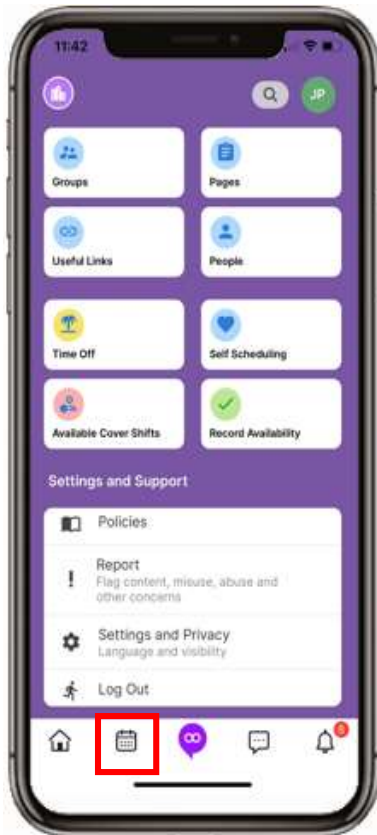 11:42
JP
Groups
Pages
Useful Links
People
Time Off
Self Scheduling
Available Cover Shifts
Record Availability
Settings and Support
Policies
Report
Flag content, misuse, abuse and
other concerns
Settings and Privacy
Language and visibility
Log Out